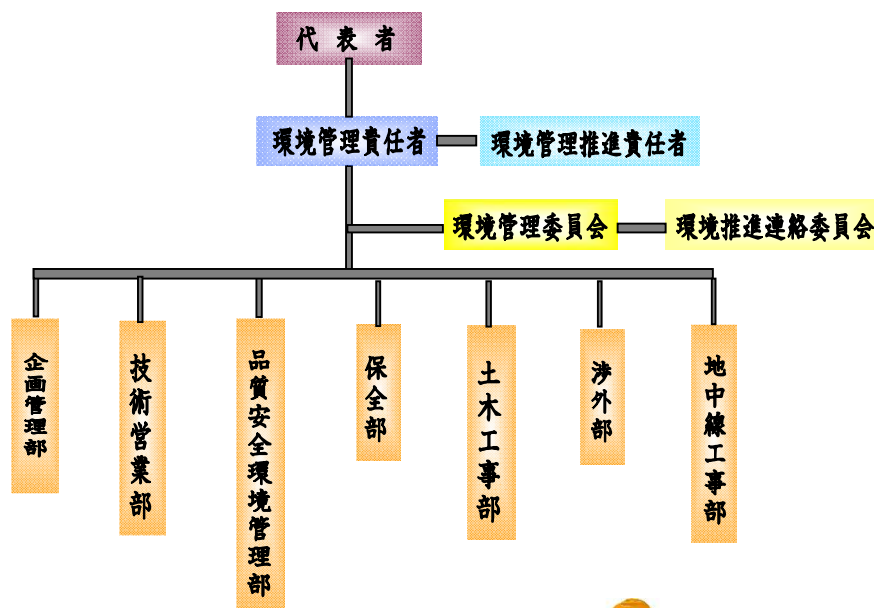 代表者
環境管理責任者
環境管理推進責任者
環境管理委員会
環境推進連絡委員会
企画管理部
技術営業部
品質安全環境管理部
保全部
土木工事部
渉外部
地中線工事部